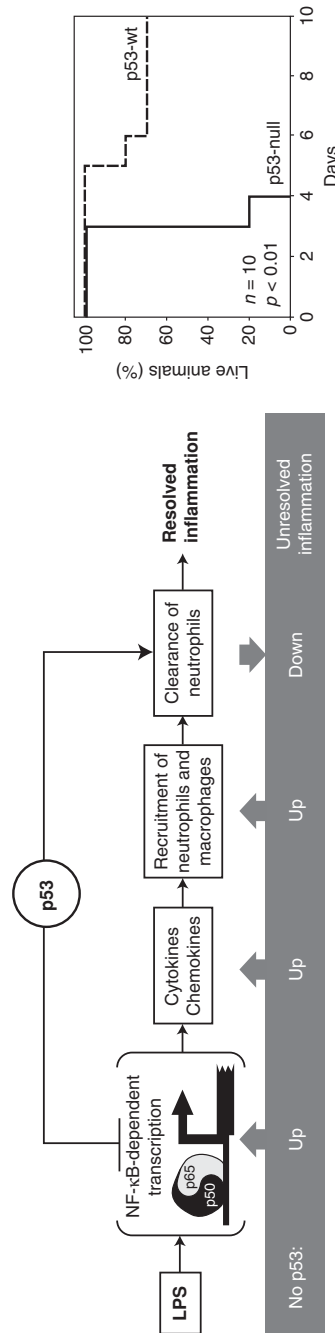 p53
LPS
NF-κB-dependent
transcription
p65
p50
Cytokines
Chemokines
Recruitment of
neutrophils and
macrophages
Clearance of
neutrophils
Resolved
inflammation
No p53:
Up
Up
Up
Down
Unresolved
inflammation
Live animals (%)
100
80
60
40
20
0
p53-wt
p53-null
n = 10
p < 0.01
0
2
4
6
8
10
Days